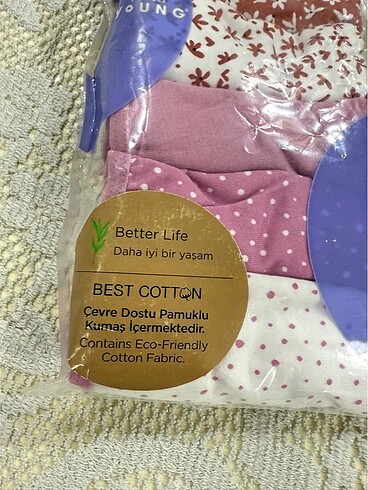 YOUNG
Better Life
Daha iyi bir yaşam
BEST COTTON
Çevre Dostu Pamuklu
Kumaş İçermektedir.
Contains Eco-Friendly
Cotton Fabric.